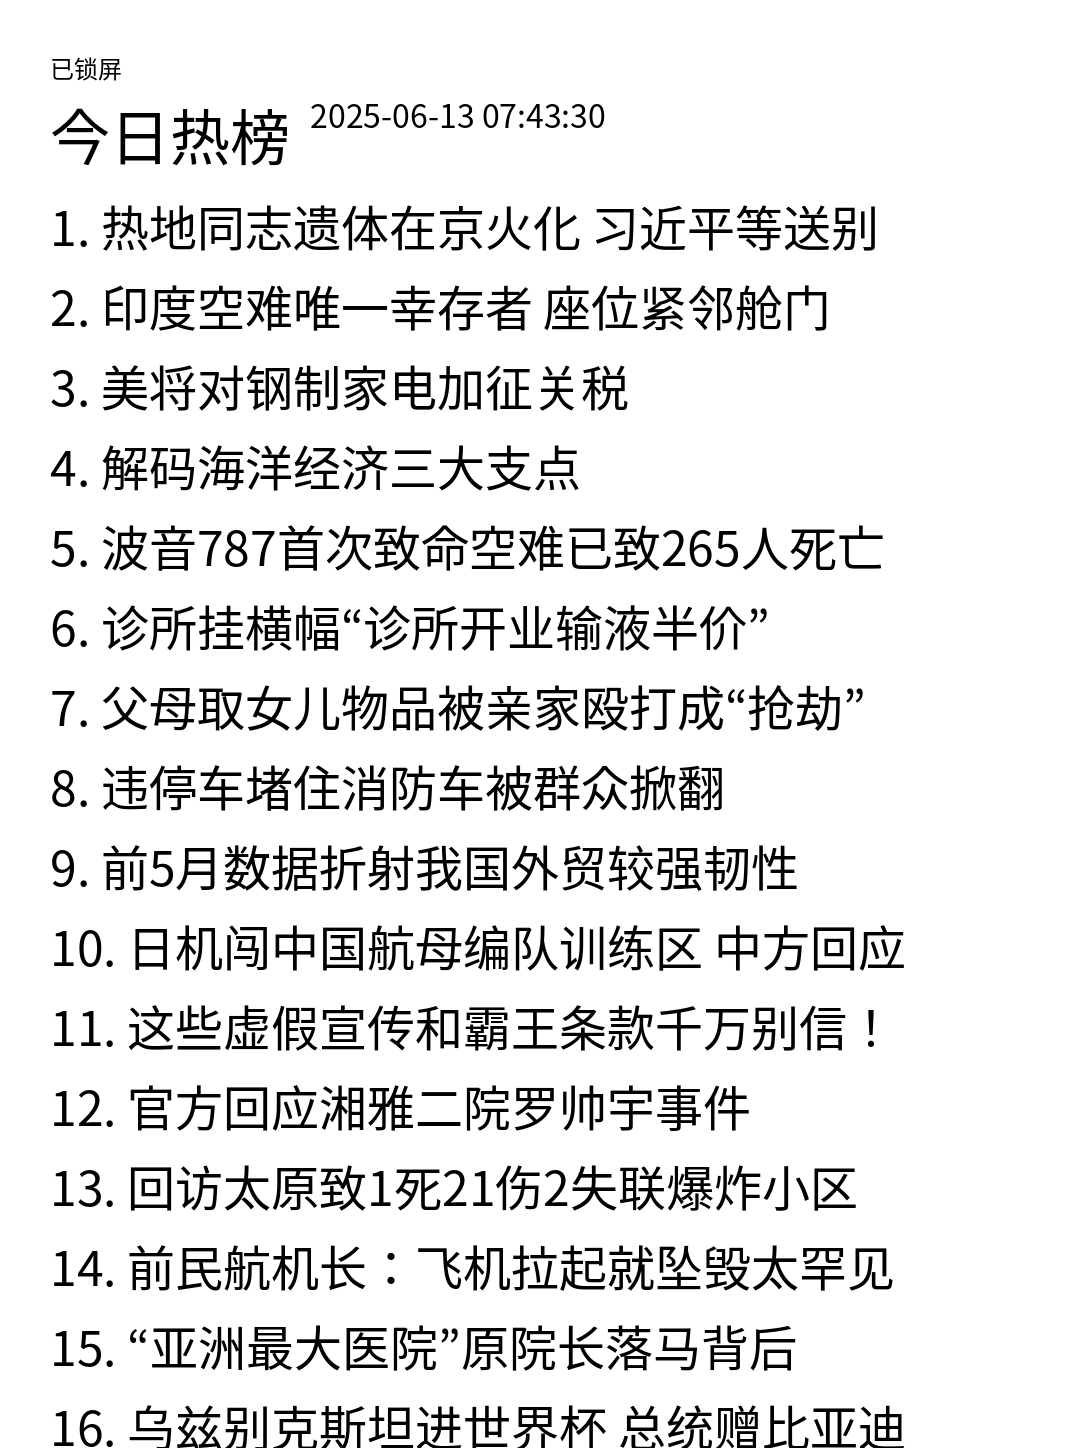 已锁屏
今日热榜 2025-06-13 07:43:30
1. 热地同志遗体在京火化 习近平等送别
2. 印度空难唯一幸存者 座位紧邻舱门
3. 美将对钢制家电加征关税
4. 解码海洋经济三大支点
5. 波音787首次致命空难已致265人死亡
6. 诊所挂横幅“诊所开业输液半价”
7. 父母取女儿物品被亲家殴打成“抢劫”
8. 违停车堵住消防车被群众掀翻
9. 前5月数据折射我国外贸较强韧性
10. 日机闯中国航母编队训练区 中方回应
11. 这些虚假宣传和霸王条款千万别信！
12. 官方回应湘雅二院罗帅宇事件
13. 回访太原致1死21伤2失联爆炸小区
14. 前民航机长：飞机拉起就坠毁太罕见
15. “亚洲最大医院”原院长落马背后
16. 乌兹别克斯坦进世界杯 总统赠比亚迪